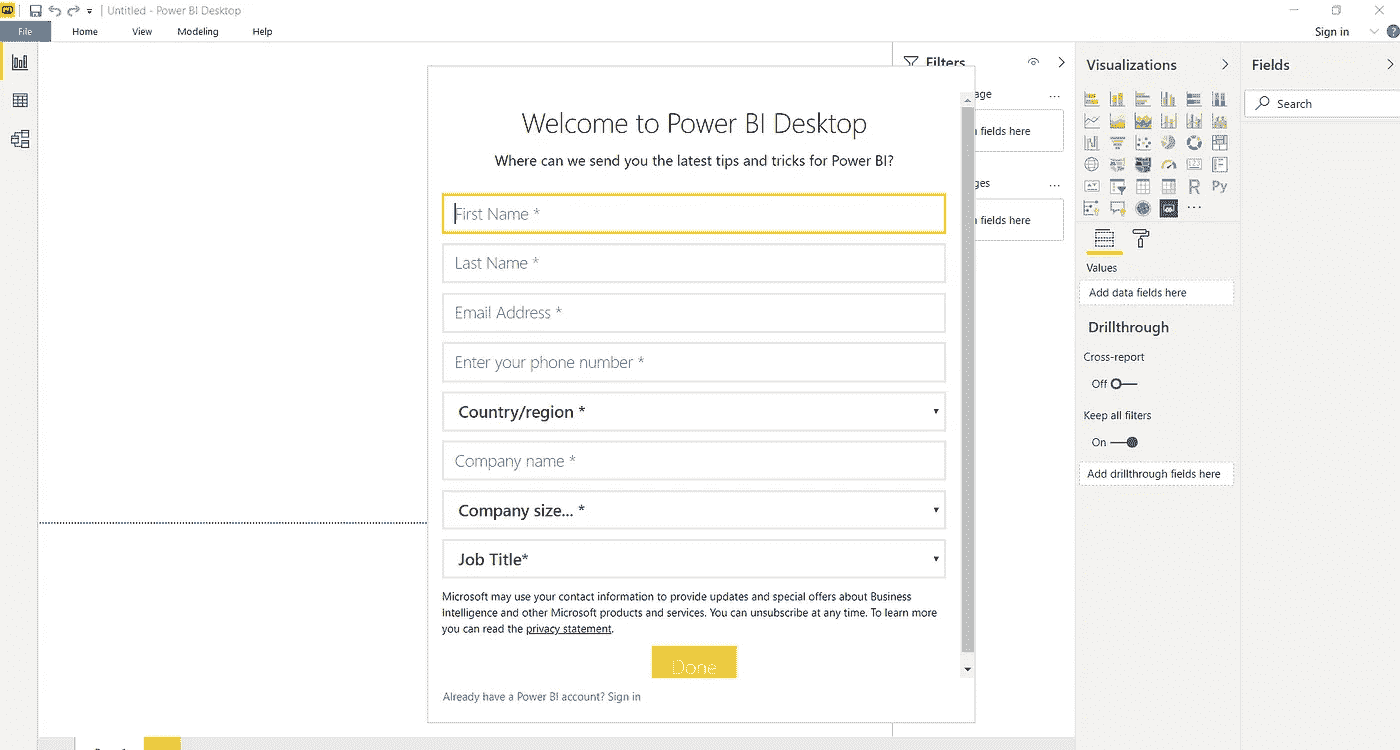 Untitled - Power BI Desktop
File Home View Modeling Help
Sign in
?
Filters
age
...
n fields here
ges
...
n fields here
Welcome to Power BI Desktop
Where can we send you the latest tips and tricks for Power BI?
First Name *
Last Name *
Email Address *
Enter your phone number *
Country/region *
Company name *
Company size... *
Job Title*
Microsoft may use your contact information to provide updates and special offers about Business
Intelligence and other Microsoft products and services. You can unsubscribe at any time. To learn more
you can read the privacy statement.
Done
Already have a Power BI account? Sign in
Visualizations
123
R
Py
...
Values
Add data fields here
Drillthrough
Cross-report
Off
Keep all filters
On
Add drillthrough fields here
Fields
Search